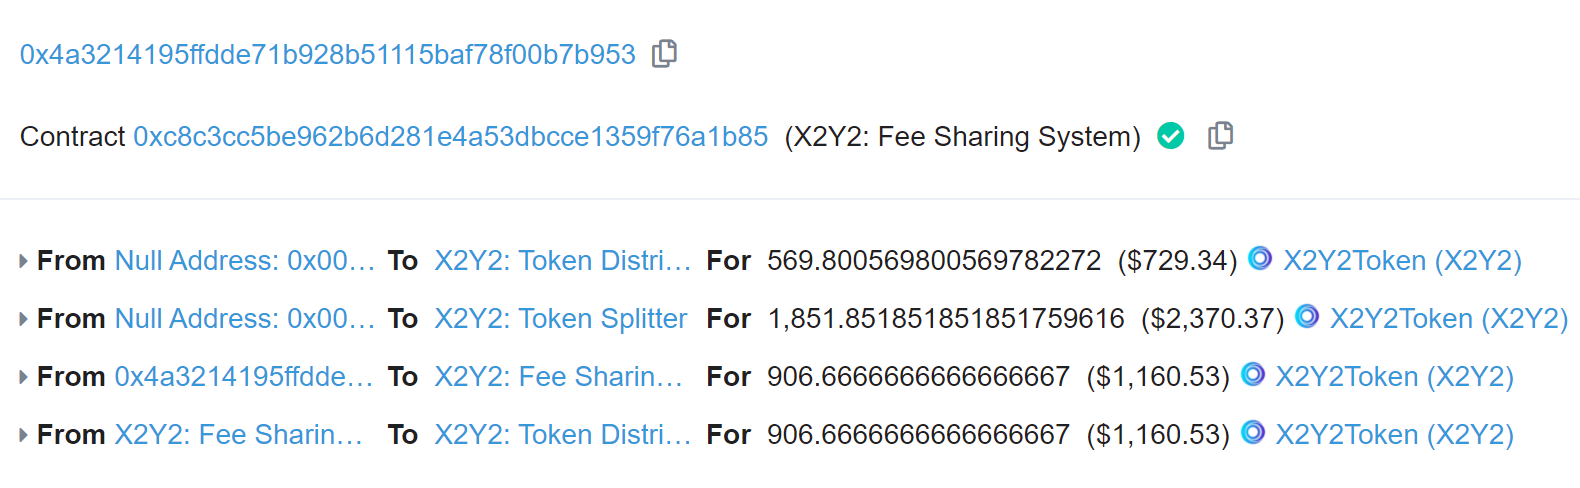 0x4a3214195ffdde71b928b51115baf78f00b7b953
Contract 0xc8c3cc5be962b6d281e4a53dbcce1359f76a1b85 (X2Y2: Fee Sharing System)
From Null Address: 0x00... To X2Y2: Token Distri... For 569.800569800569782272 ($729.34) X2Y2Token (X2Y2)
From Null Address: 0x00... To X2Y2: Token Splitter For 1,851.851851851851759616 ($2,370.37) X2Y2Token (X2Y2)
From 0x4a3214195ffdde... To X2Y2: Fee Sharin... For 906.6666666666666667 ($1,160.53) X2Y2Token (X2Y2)
From X2Y2: Fee Sharin... To X2Y2: Token Distri... For 906.6666666666666667 ($1,160.53) X2Y2Token (X2Y2)